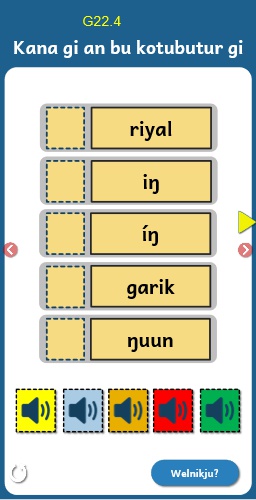 G22.4
Kana gi an bu kotubutur gi
riyal
iŋ
íŋ
garik
ŋuun
Welnikju?